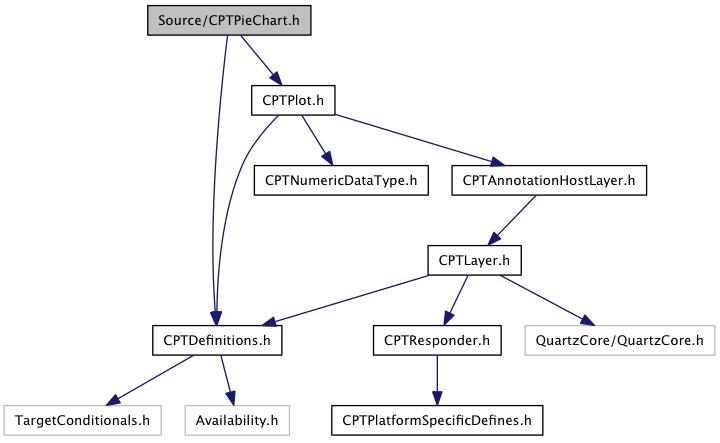 Source/CPTPieChart.h
CPTPlot.h
CPTNumericDataType.h
CPTAnnotationHostLayer.h
CPTLayer.h
CPTDefinitions.h
CPTResponder.h
QuartzCore/QuartzCore.h
TargetConditionals.h
Availability.h
CPTPlatformSpecificDefines.h